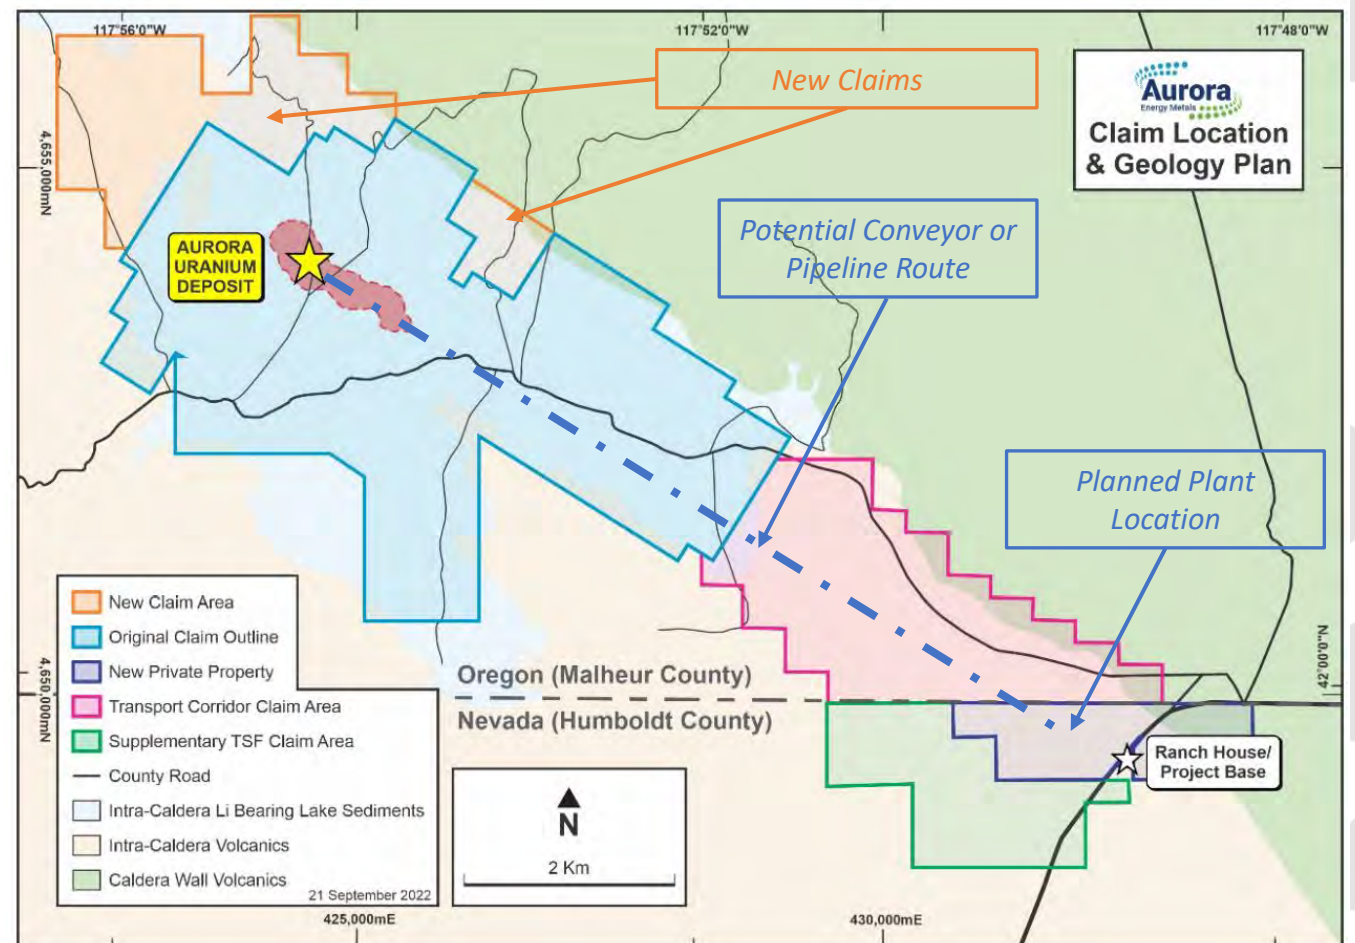 117°56'0"W
117°52'0"W
117°48'0"W
New Claims
Aurora
Energy Metals
Claim Location
& Geology Plan
4,655,000mN
Potential Conveyor or
Pipeline Route
AURORA
URANIUM
DEPOSIT
Planned Plant
Location
New Claim Area
Original Claim Outline
New Private Property
Transport Corridor Claim Area
Supplementary TSF Claim Area
County Road
Intra-Caldera Li Bearing Lake Sediments
Intra-Caldera Volcanics
Caldera Wall Volcanics
21 September 2022
Oregon (Malheur County)
Nevada (Humboldt County)
42°00'0"N
4,650,000mN
Ranch House/
Project Base
N
2 Km
425,000mE
430,000mE